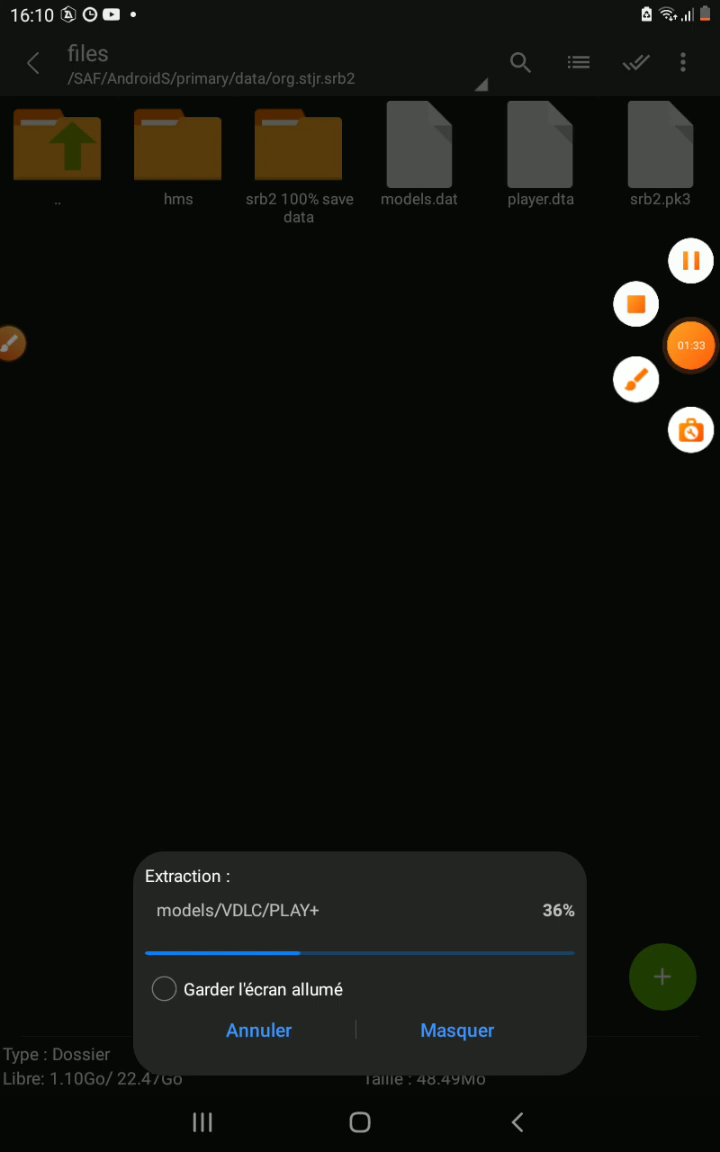 16:10
files
/SAF/AndroidS/primary/data/org.stjr.srb2
..
hms
srb2 100% save
data
models.dat
player.dta
srb2.pk3
01:33
Extraction :
models/VDLC/PLAY+
36%
Garder l'écran allumé
Annuler
Masquer
Type : Dossier
Libre: 1.10Go/ 22.47Go
Taille : 48.49Mo